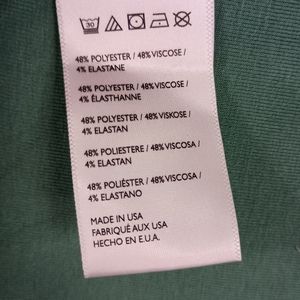 30
48% POLYESTER / 48% VISCOSE /
4% ELASTANE
48% POLYESTER / 48% VISCOSE /
4% ÉLASTHANNE
48% POLYESTER / 48% VISKOSE /
4% ELASTAN
48% POLIESTERE / 48% VISCOSA /
4% ELASTAN
48% POLIÉSTER / 48% VISCOSA /
4% ELASTANO
MADE IN USA
FABRIQUÉ AUX USA
HECHO EN E.U.A.